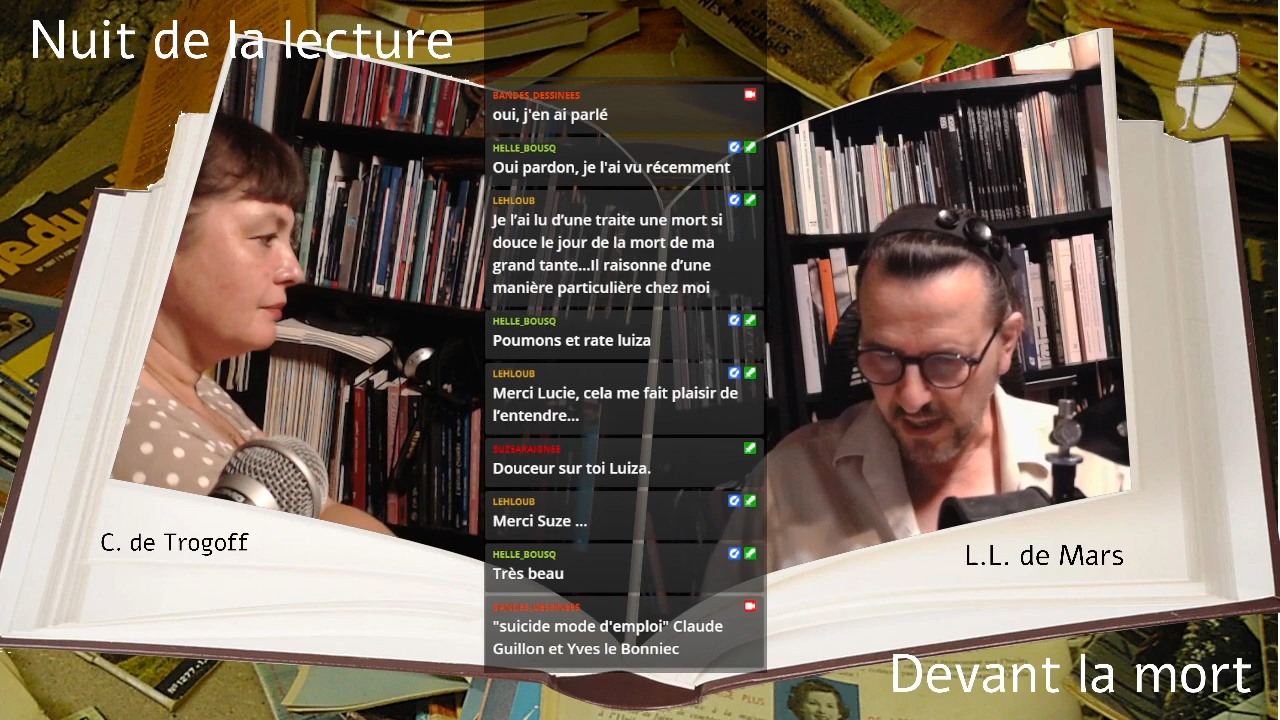 Nuit de la lecture
BANDES_DESSINEES
oui, j'en ai parlé
HELLE_BOUSQ
Oui pardon, je l'ai vu récemment
LEHLOUB
Je l’ai lu d’une traite une mort si
douce le jour de la mort de ma
grand tante...Il raisonne d’une
manière particulière chez moi
HELLE_BOUSQ
Poumons et rate luiza
LEHLOUB
Merci Lucie, cela me fait plaisir de
l’entendre...
SUZEARAIGNEE
Douceur sur toi Luiza.
LEHLOUB
Merci Suze ...
HELLE_BOUSQ
Très beau
BANDES_DESSINEES
"suicide mode d'emploi" Claude
Guillon et Yves le Bonniec
C. de Trogoff
L.L. de Mars
Devant la mort